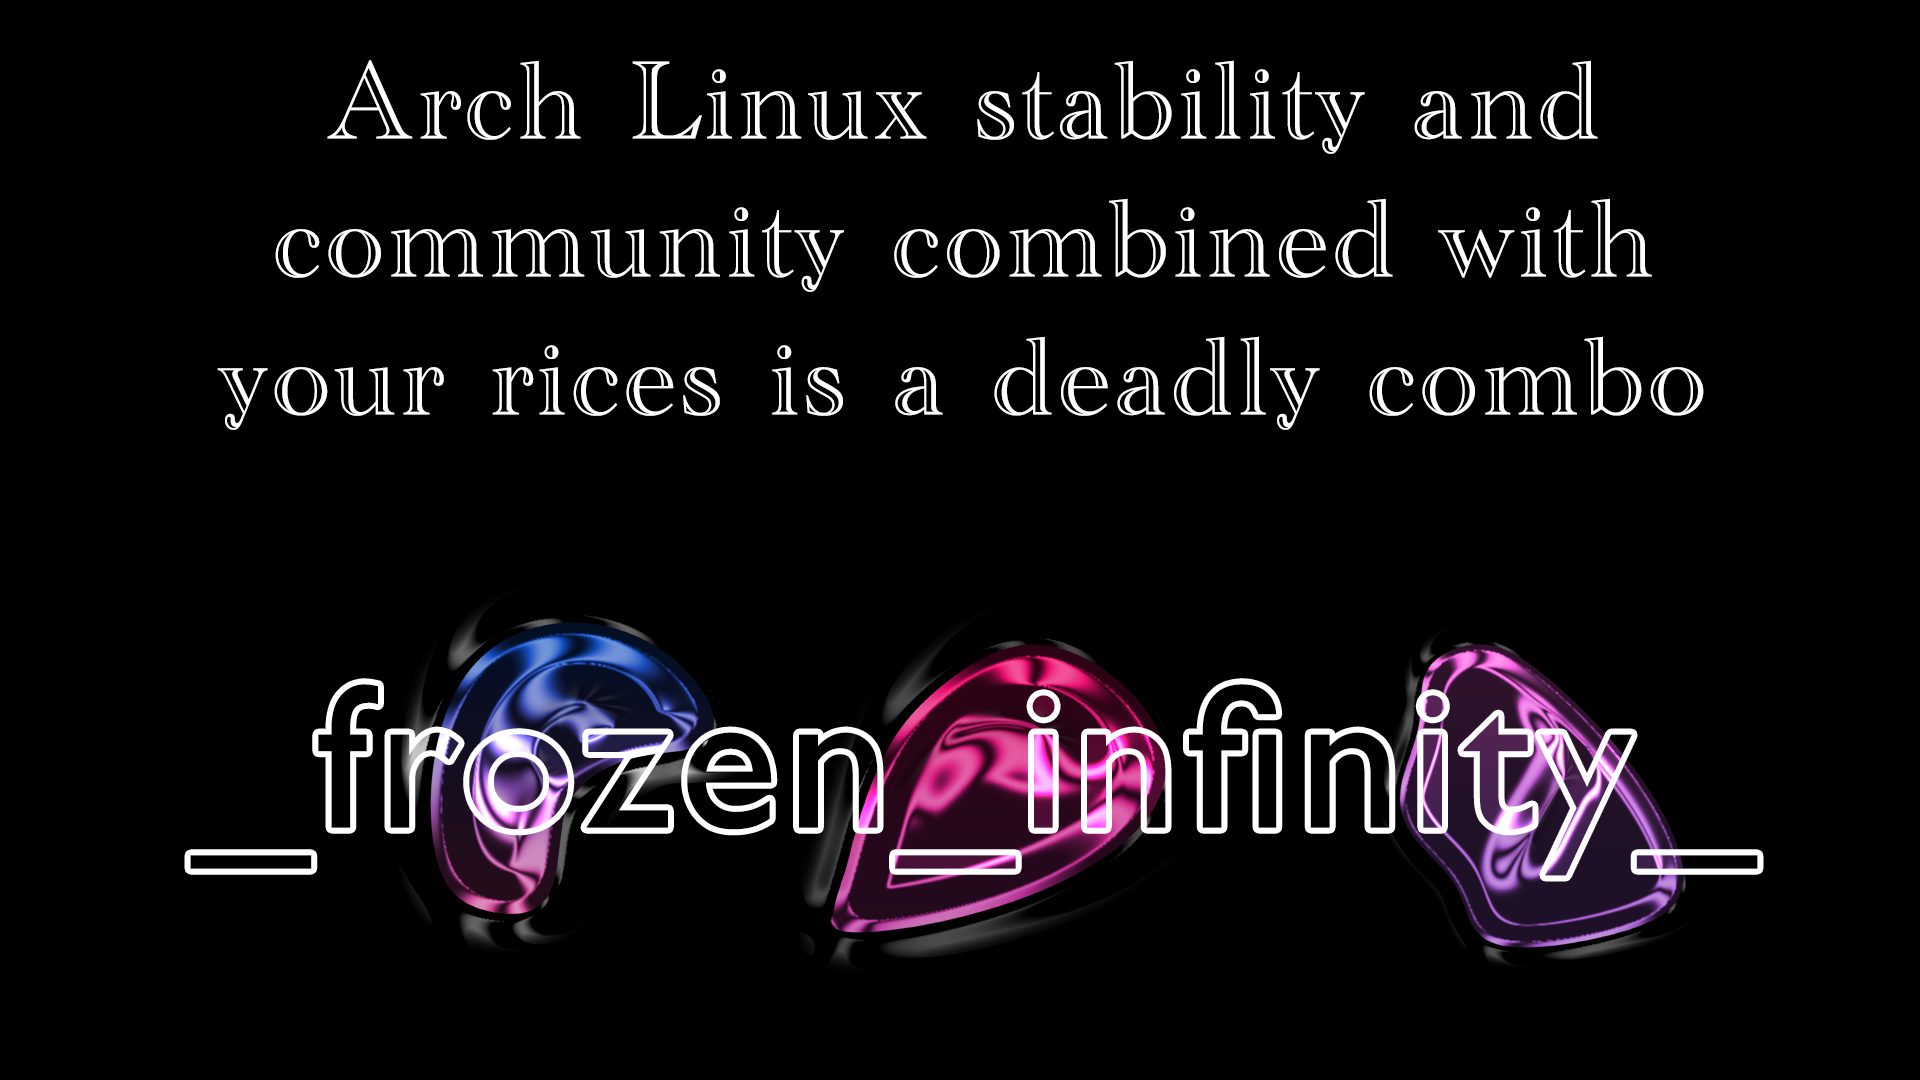 Arch Linux stability and
community combined with
your rices is a deadly combo
_frozen_infinity_